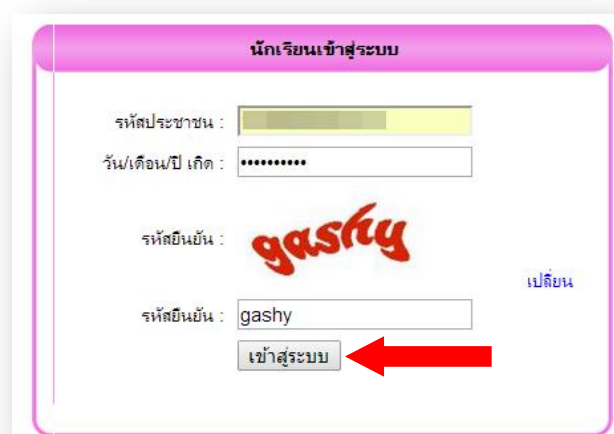 นักเรียนเข้าสู่ระบบ
รหัสประชาชน :
วัน/เดือน/ปี เกิด : ••••••••••
รหัสยืนยัน : gashy
เปลี่ยน
รหัสยืนยัน : gashy
เข้าสู่ระบบ